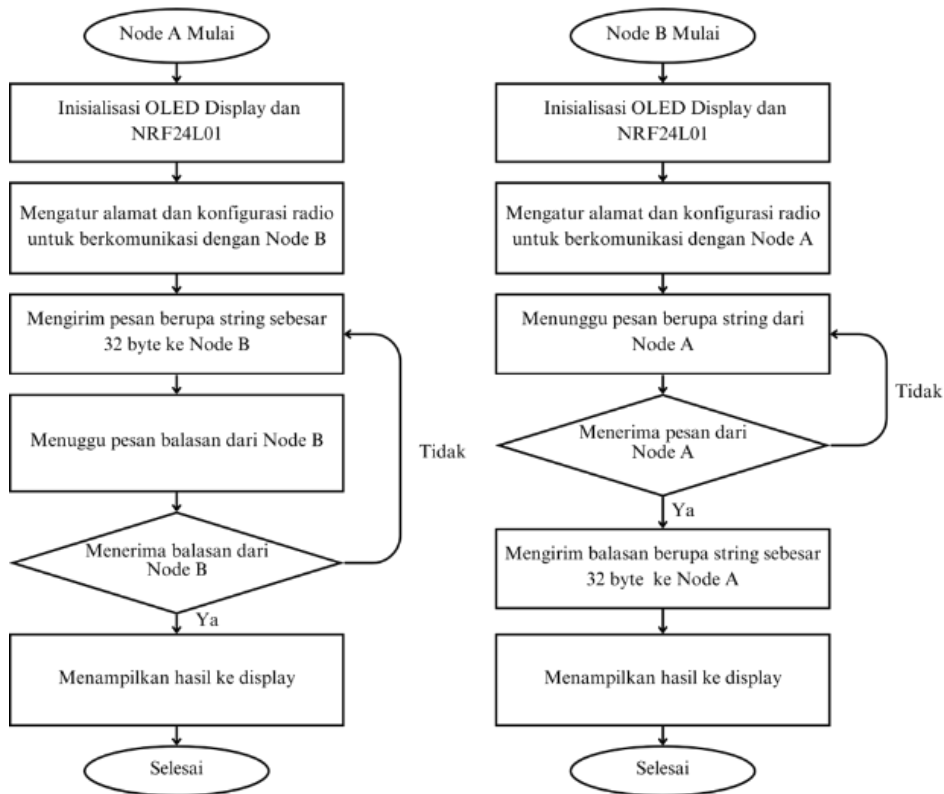 Node A Mulai
Inisialisasi OLED Display dan
NRF24L01
Mengatur alamat dan konfigurasi radio
untuk berkomunikasi dengan Node B
Mengirim pesan berupa string sebesar
32 byte ke Node B
Menuggu pesan balasan dari Node B
Tidak
Menerima balasan dari
Node B
Ya
Menampilkan hasil ke display
Selesai
Node B Mulai
Inisialisasi OLED Display dan
NRF24L01
Mengatur alamat dan konfigurasi radio
untuk berkomunikasi dengan Node A
Menunggu pesan berupa string dari
Node A
Tidak
Menerima pesan dari
Node A
Ya
Mengirim balasan berupa string sebesar
32 byte ke Node A
Menampilkan hasil ke display
Selesai